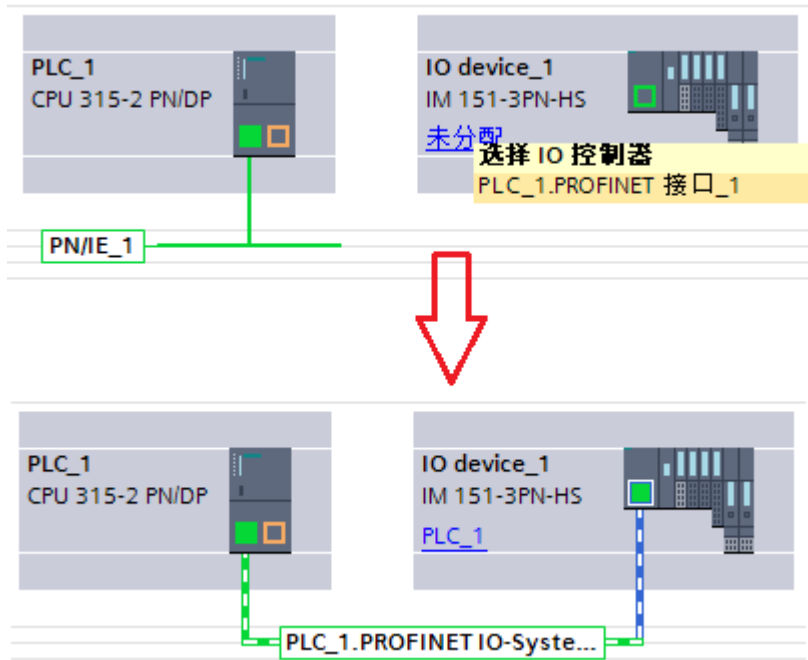 PLC_1
CPU 315-2 PN/DP
IO device_1
IM 151-3PN-HS
未分配
选择 IO 控制器
PLC_1.PROFINET 接口_1
PN/IE_1
PLC_1
CPU 315-2 PN/DP
IO device_1
IM 151-3PN-HS
PLC_1
PLC_1.PROFINET IO-Syste...